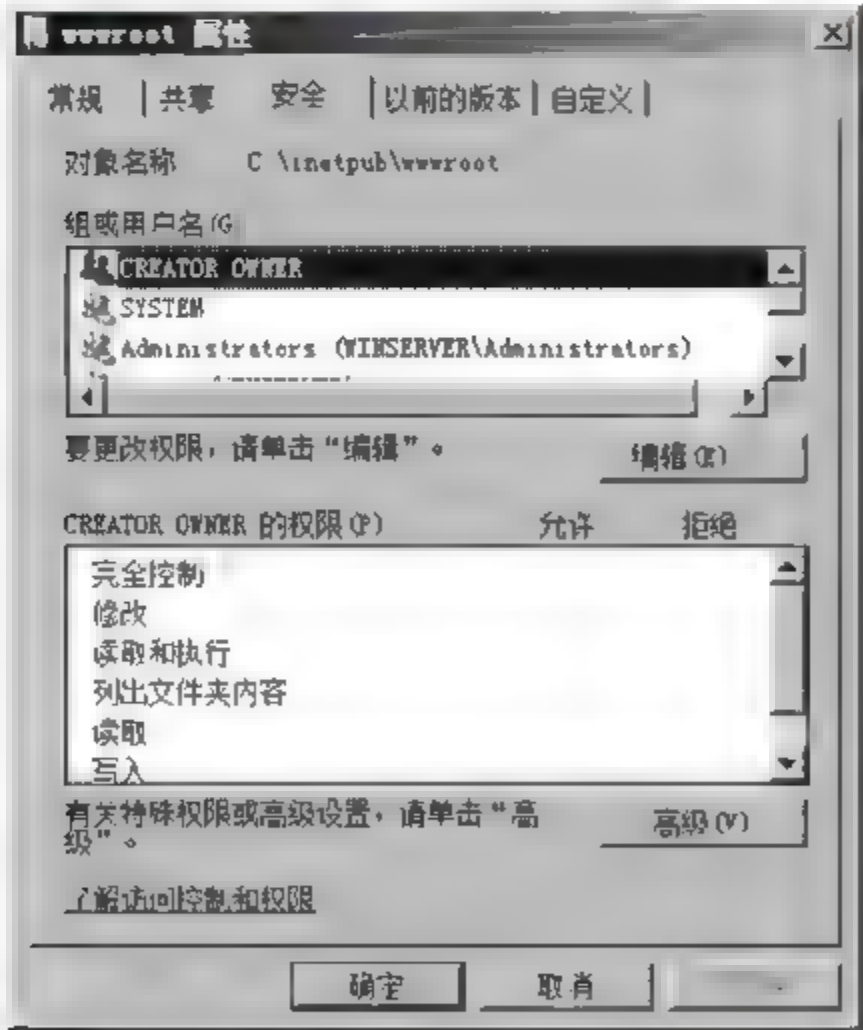 wwwroot 属性
常规 共享 安全 以前的版本 自定义
对象名称 C \inetpub\wwwroot
组或用户名(G
CREATOR OWNER
SYSTEM
Administrators (WINSERVER\Administrators)
要更改权限，请单击“编辑”。 编辑(E)
CREATOR OWNER 的权限(P) 允许 拒绝
完全控制
修改
读取和执行
列出文件夹内容
读取
写入
有关特殊权限或高级设置，请单击“高
级”。 高级(V)
了解访问控制和权限
确定 取消